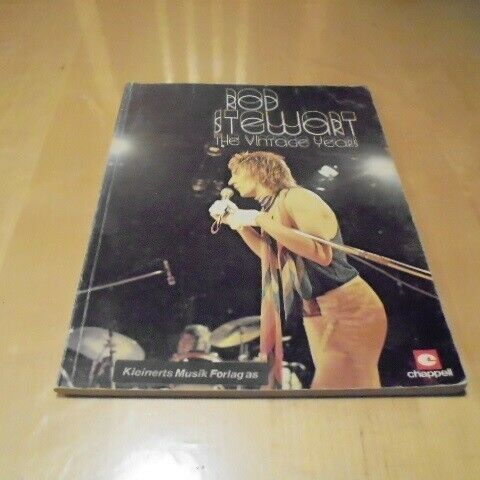 ROD
STEWART
THE VINTAGE YEARS
Kleinerts Musik Forlag as
chappell